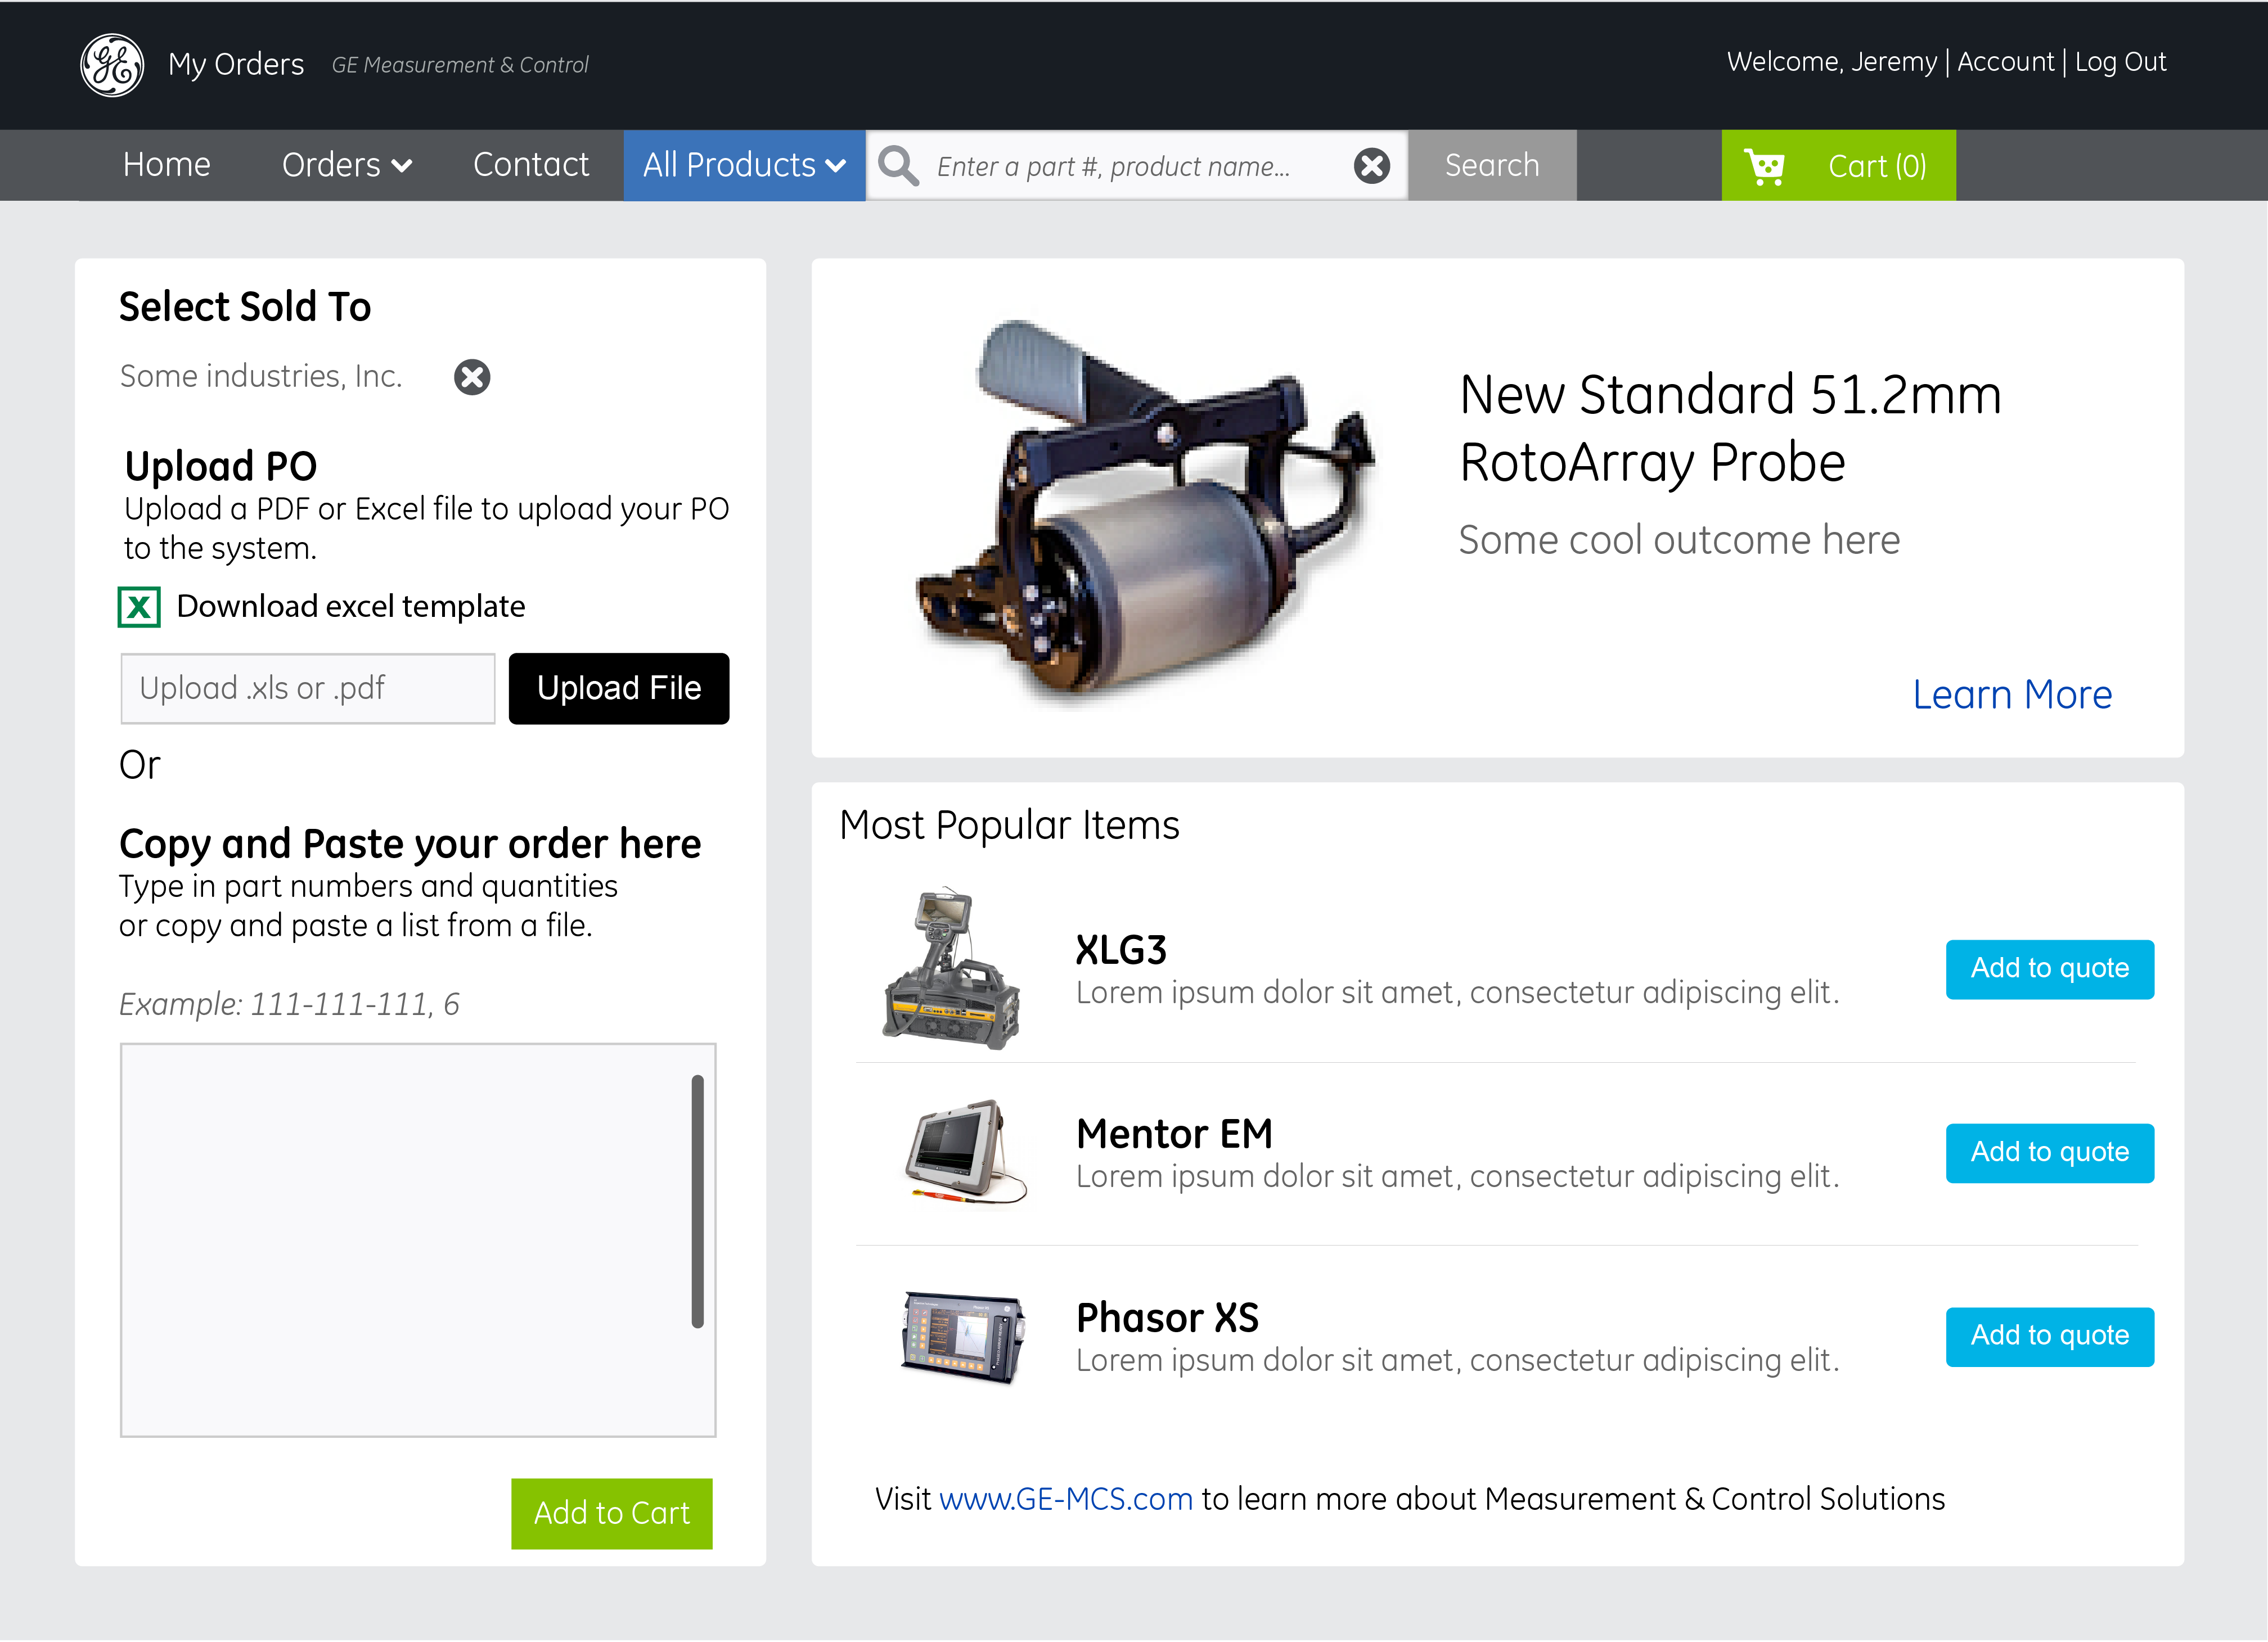 GE
My Orders
GE Measurement & Control
Welcome, Jeremy | Account | Log Out
Home
Orders
Contact
All Products
Enter a part #, product name...
Search
Cart (0)
Select Sold To
Some industries, Inc.
Upload PO
Upload a PDF or Excel file to upload your PO
to the system.
X Download excel template
Upload .xls or .pdf
Upload File
Or
Copy and Paste your order here
Type in part numbers and quantities
or copy and paste a list from a file.
Example: 111-111-111, 6
Add to Cart
New Standard 51.2mm
RotoArray Probe
Some cool outcome here
Learn More
Most Popular Items
XLG3
Lorem ipsum dolor sit amet, consectetur adipiscing elit.
Add to quote
Mentor EM
Lorem ipsum dolor sit amet, consectetur adipiscing elit.
Add to quote
Phasor XS
Lorem ipsum dolor sit amet, consectetur adipiscing elit.
Add to quote
Visit www.GE-MCS.com to learn more about Measurement & Control Solutions